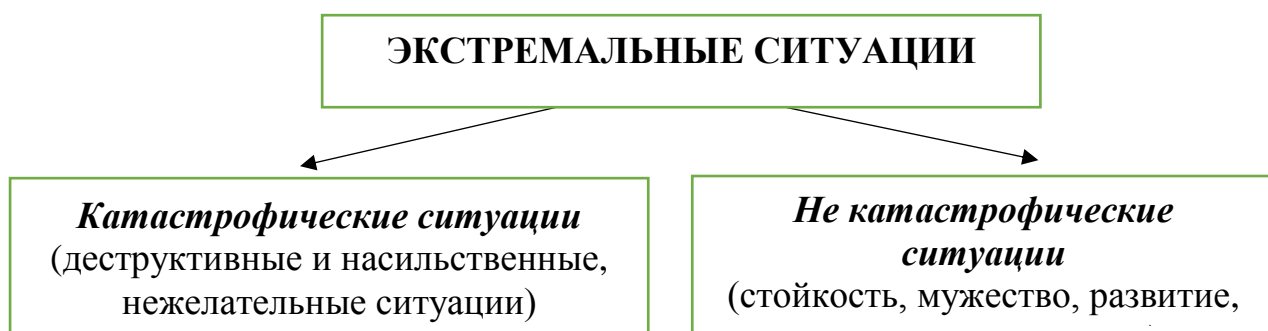 ЭКСТРЕМАЛЬНЫЕ СИТУАЦИИ
Катастрофические ситуации
(деструктивные и насильственные,
нежелательные ситуации)
Не катастрофические
ситуации
(стойкость, мужество, развитие,